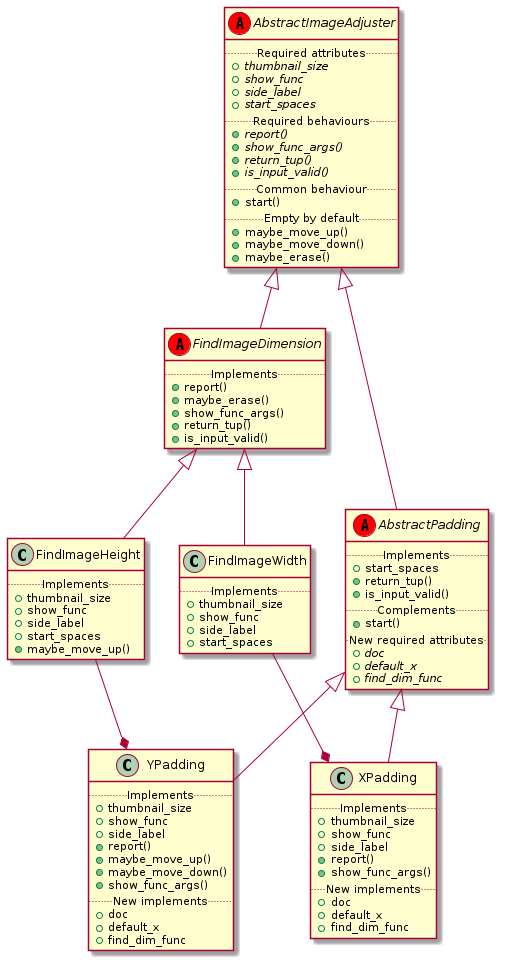 A AbstractImageAdjuster
Required attributes
thumbnail_size
show_func
side_label
start_spaces
Required behaviours
report()
show_func_args()
return_tup()
is_input_valid()
Common behaviour
start()
Empty by default
maybe_move_up()
maybe_move_down()
maybe_erase()
A FindImageDimension
Implements
report()
maybe_erase()
show_func_args()
return_tup()
is_input_valid()
C FindImageHeight
Implements
thumbnail_size
show_func
side_label
start_spaces
maybe_move_up()
C FindImageWidth
Implements
thumbnail_size
show_func
side_label
start_spaces
A AbstractPadding
Implements
start_spaces
return_tup()
is_input_valid()
Complements
start()
New required attributes
doc
default_x
find_dim_func
C YPadding
Implements
thumbnail_size
show_func
side_label
report()
maybe_move_up()
maybe_move_down()
show_func_args()
New implements
doc
default_x
find_dim_func
C XPadding
Implements
thumbnail_size
show_func
side_label
report()
show_func_args()
New implements
doc
default_x
find_dim_func